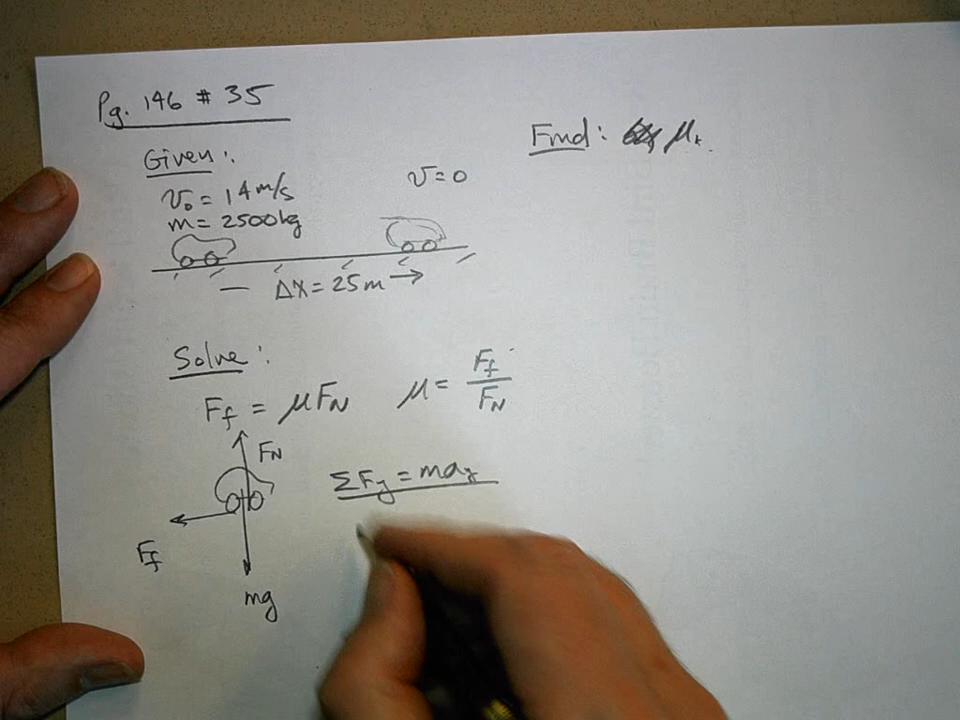 Pg. 146 # 35
Given:
Find: μk.
v₀ = 14 m/s
v = 0
m = 2500 kg
Δx = 25 m →
Solve:
Ff = μFN
μ = Ff/FN
FN
ΣFy = may
Ff
mg